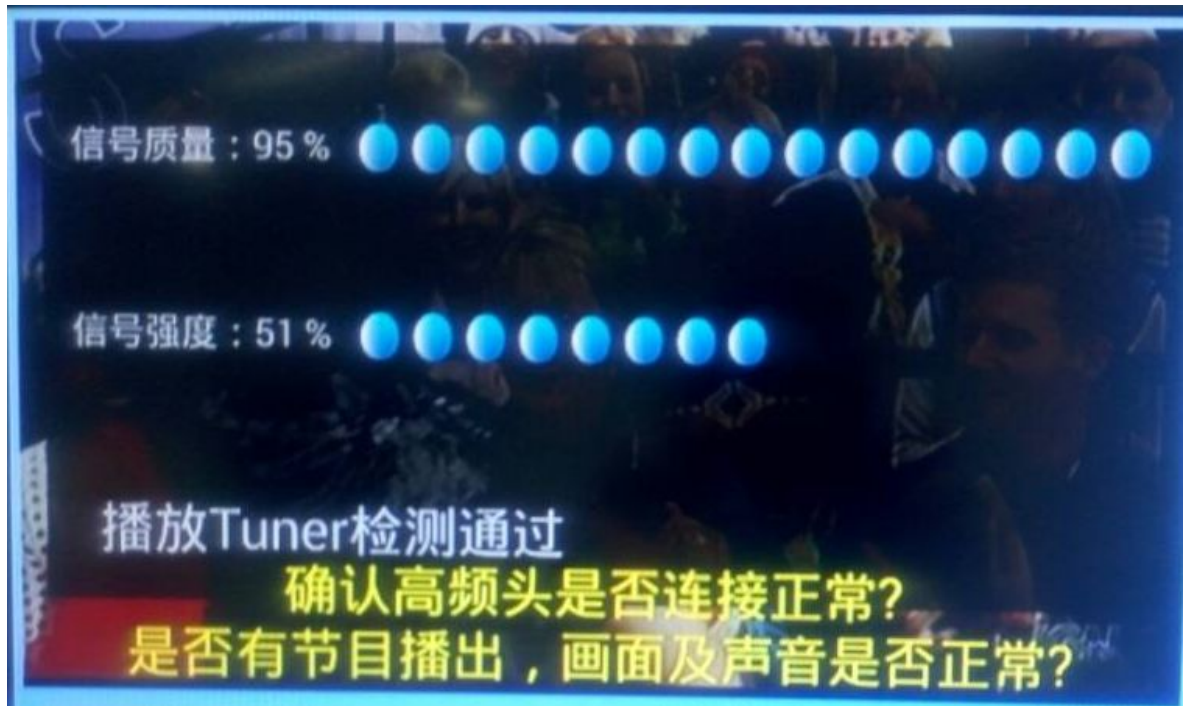 信号质量：95 %
信号强度：51 %
播放Tuner检测通过
确认高频头是否连接正常?
是否有节目播出，画面及声音是否正常?